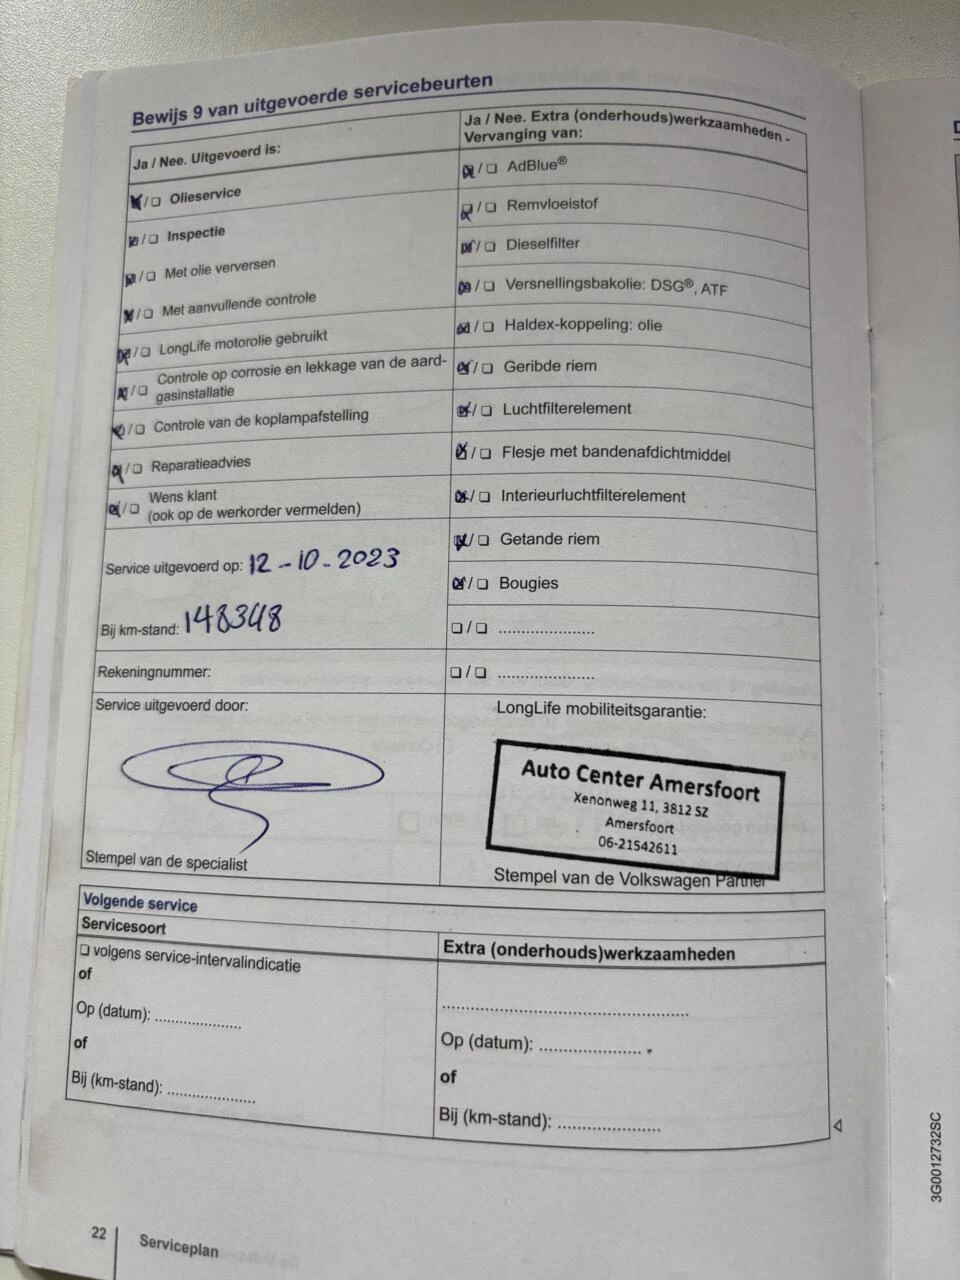 Bewijs 9 van uitgevoerde servicebeurten
Ja / Nee. Uitgevoerd is:
Olieservice
Inspectie
Met olie verversen
Met aanvullende controle
LongLife motorolie gebruikt
Controle op corrosie en lekkage van de aard-
gasinstallatie
Controle van de koplampafstelling
Reparatieadvies
Wens klant
(ook op de werkorder vermelden)
Service uitgevoerd op: 12-10-2023
Bij km-stand: 148348
Rekeningnummer:
Service uitgevoerd door:
Stempel van de specialist
Ja / Nee. Extra (onderhouds)werkzaamheden -
Vervanging van:
AdBlue®
Remvloeistof
Dieselfilter
Versnellingsbakolie: DSG®, ATF
Haldex-koppeling: olie
Geribde riem
Luchtfilterelement
Flesje met bandenafdichtmiddel
Interieurluchtfilterelement
Getande riem
Bougies
LongLife mobiliteitsgarantie:
Auto Center Amersfoort
Xenonweg 11, 3812 SZ
Amersfoort
06-21542611
Stempel van de Volkswagen Partner
Volgende service
Servicesoort
volgens service-intervalindicatie
of
Op (datum): .....................
of
Bij (km-stand): .....................
Extra (onderhouds)werkzaamheden
Op (datum): .....................
of
Bij (km-stand): .....................
22
Serviceplan
3G0012732SC